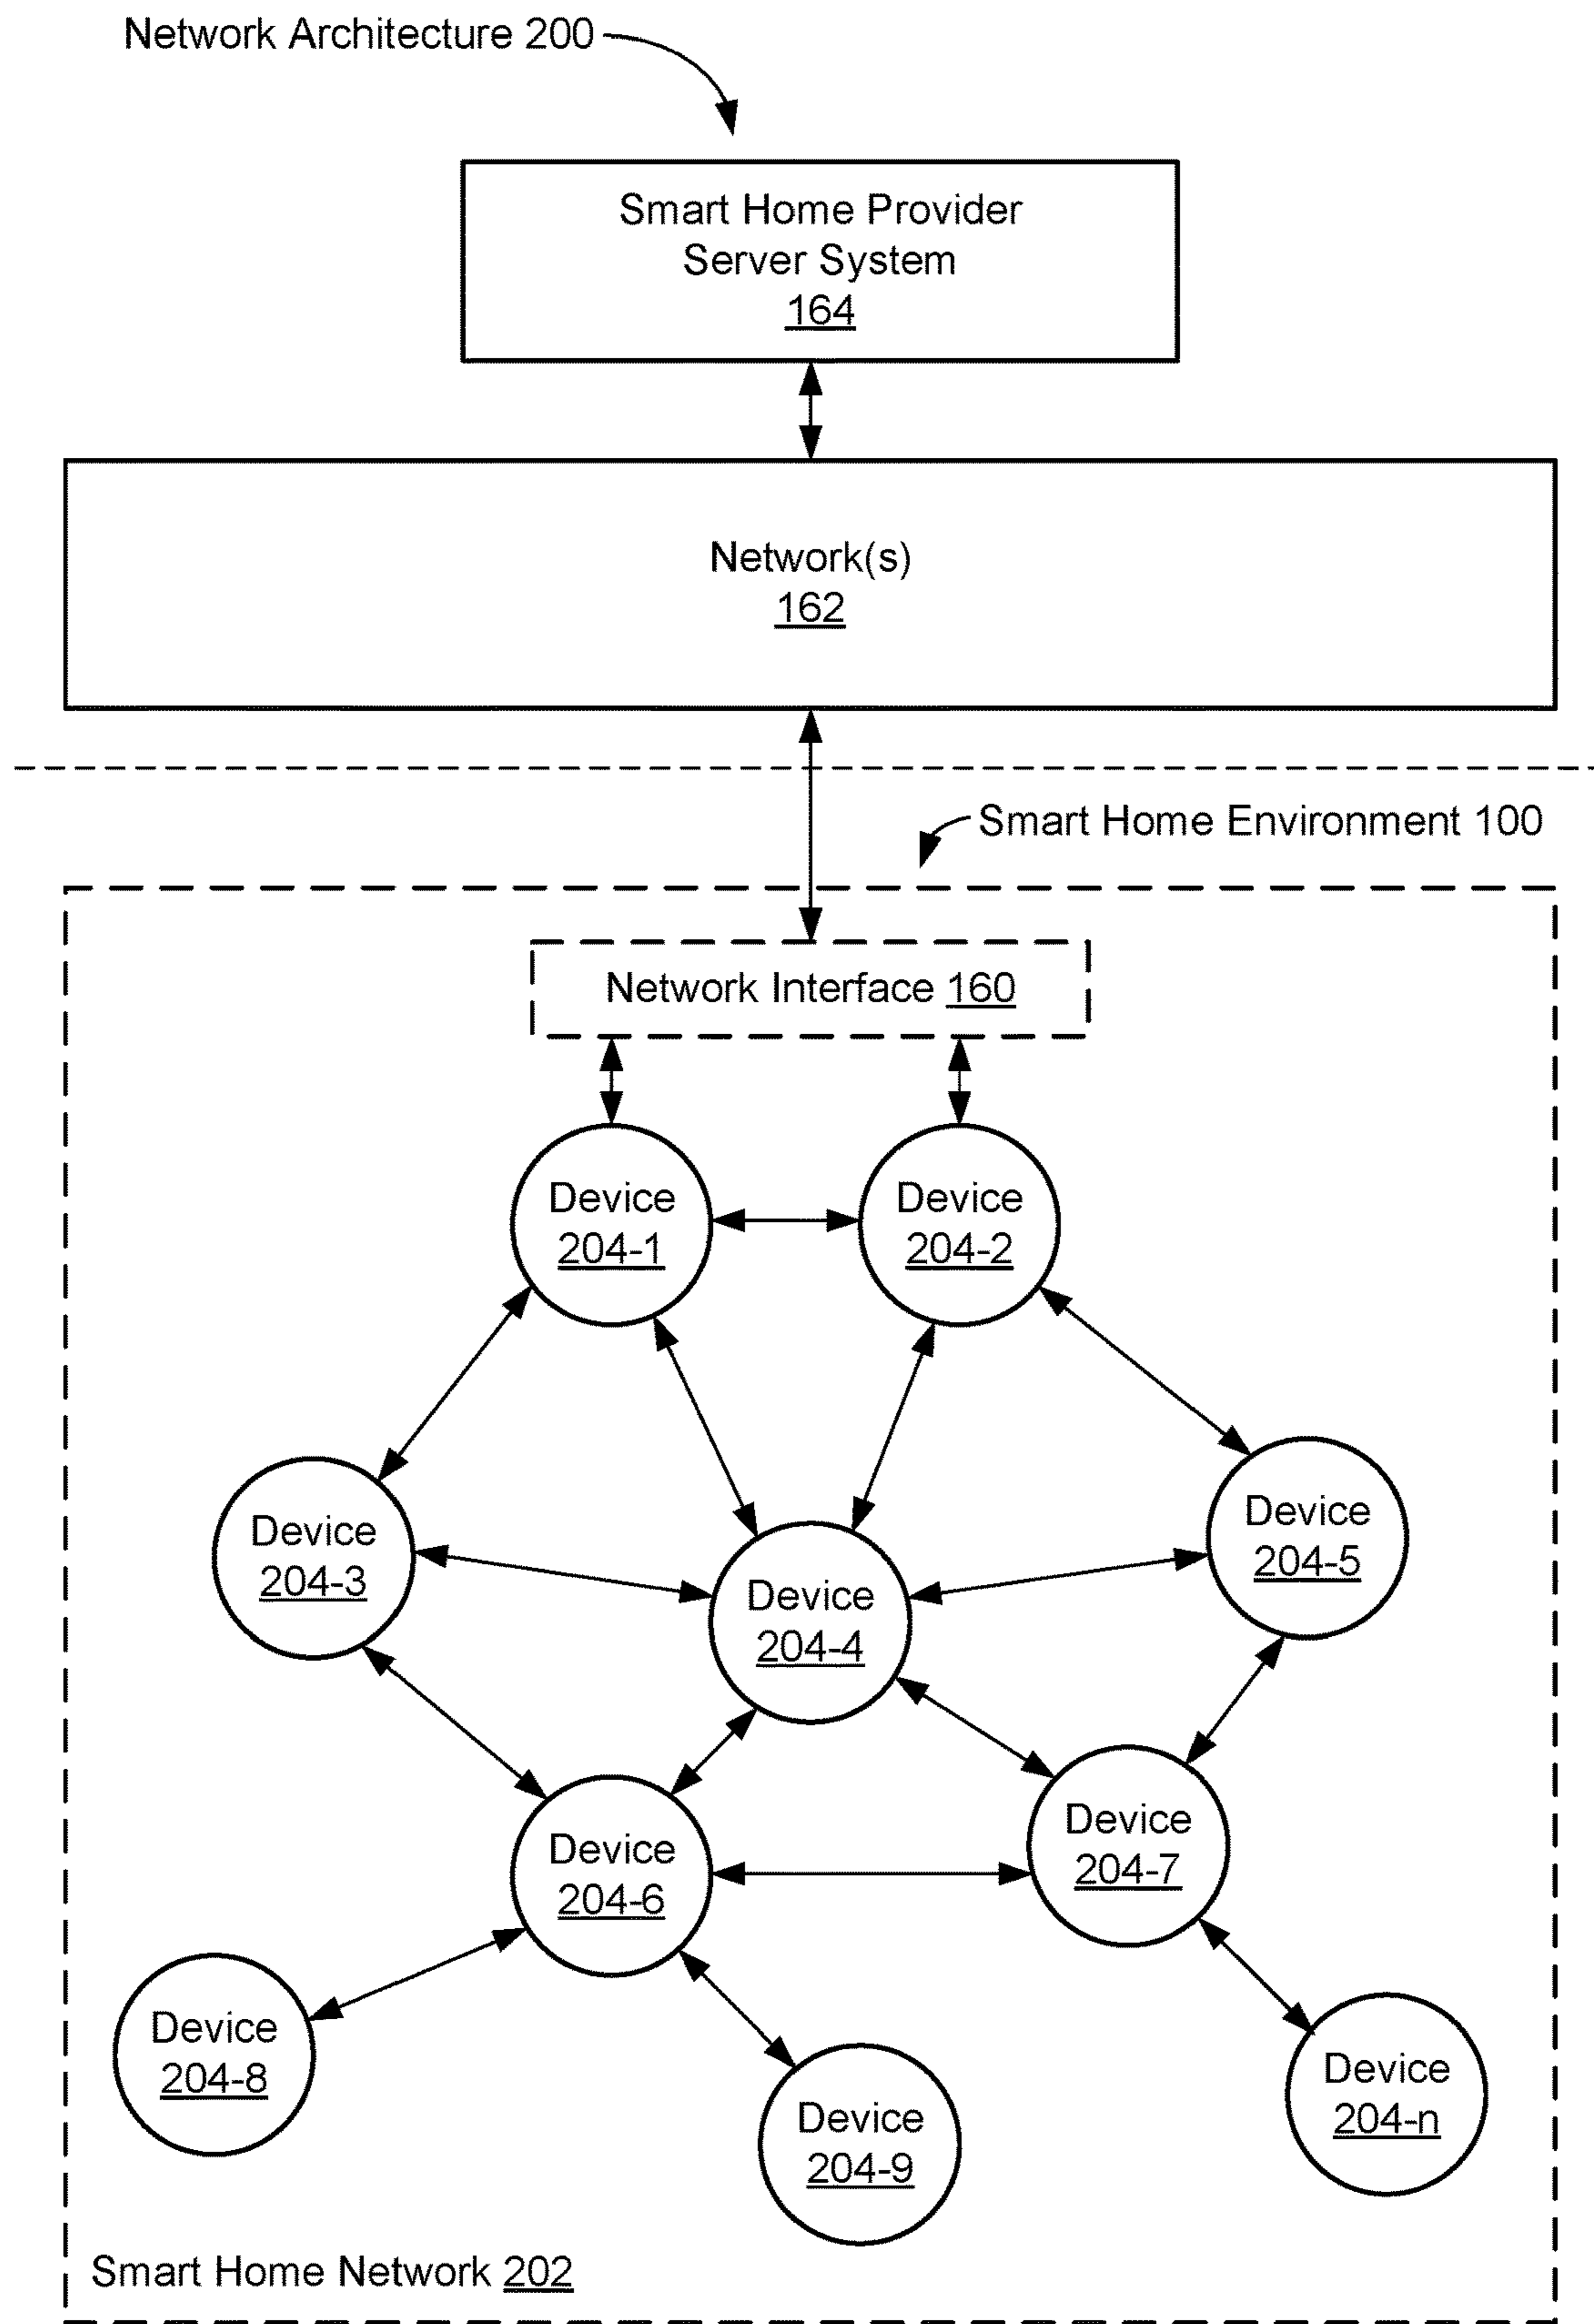 Network Architecture 200
Smart Home Provider
Server System
164
Network(s)
162
Smart Home Environment 100
Network Interface 160
Device
204-1
Device
204-2
Device
204-3
Device
204-4
Device
204-5
Device
204-6
Device
204-7
Device
204-8
Device
204-9
Device
204-n
Smart Home Network 202